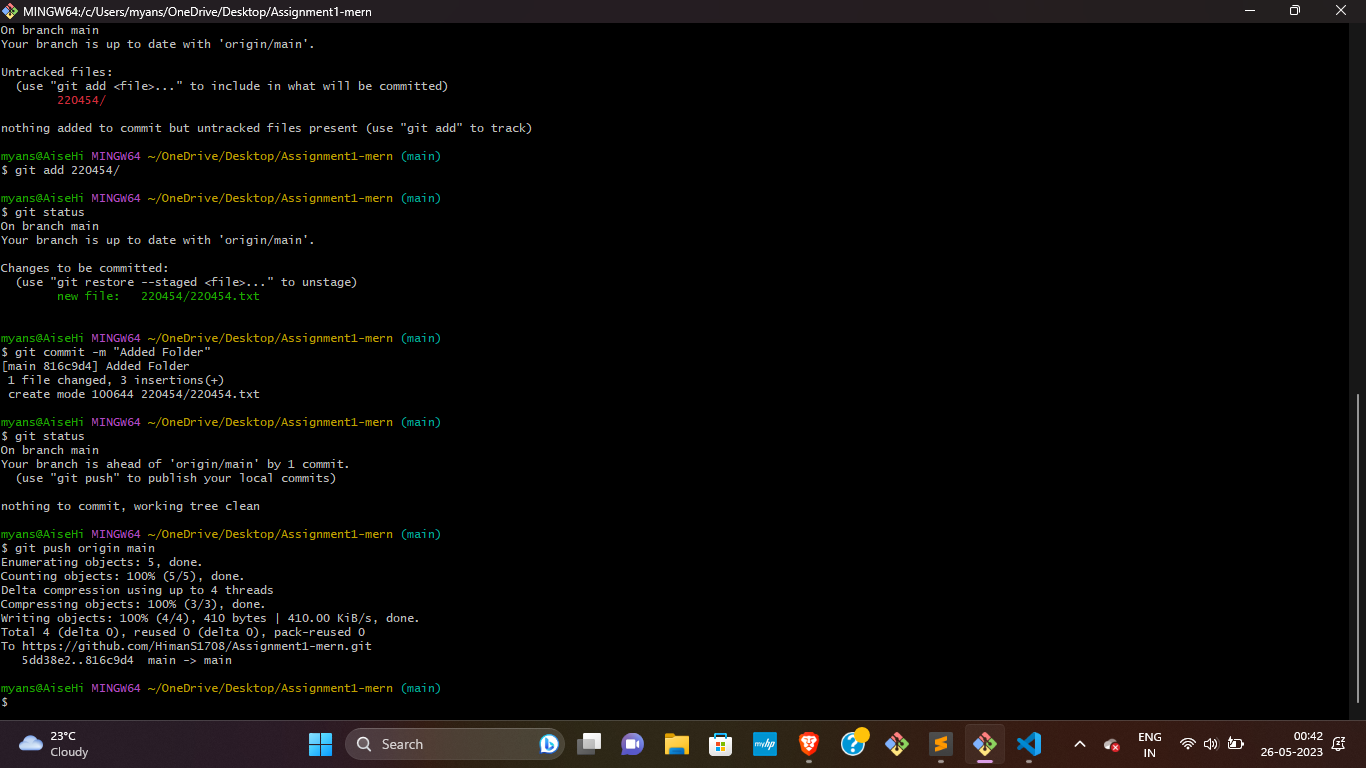 MINGW64:/c/Users/myans/OneDrive/Desktop/Assignment1-mern
On branch main
Your branch is up to date with 'origin/main'.
Untracked files:
  (use "git add <file>..." to include in what will be committed)
        220454/
nothing added to commit but untracked files present (use "git add" to track)
myans@AiseHi MINGW64 ~/OneDrive/Desktop/Assignment1-mern (main)
$ git add 220454/
myans@AiseHi MINGW64 ~/OneDrive/Desktop/Assignment1-mern (main)
$ git status
On branch main
Your branch is up to date with 'origin/main'.
Changes to be committed:
  (use "git restore --staged <file>..." to unstage)
        new file:   220454/220454.txt
myans@AiseHi MINGW64 ~/OneDrive/Desktop/Assignment1-mern (main)
$ git commit -m "Added Folder"
[main 816c9d4] Added Folder
 1 file changed, 3 insertions(+)
 create mode 100644 220454/220454.txt
myans@AiseHi MINGW64 ~/OneDrive/Desktop/Assignment1-mern (main)
$ git status
On branch main
Your branch is ahead of 'origin/main' by 1 commit.
  (use "git push" to publish your local commits)
nothing to commit, working tree clean
myans@AiseHi MINGW64 ~/OneDrive/Desktop/Assignment1-mern (main)
$ git push origin main
Enumerating objects: 5, done.
Counting objects: 100% (5/5), done.
Delta compression using up to 4 threads
Compressing objects: 100% (3/3), done.
Writing objects: 100% (4/4), 410 bytes | 410.00 KiB/s, done.
Total 4 (delta 0), reused 0 (delta 0), pack-reused 0
To https://github.com/HimanS1708/Assignment1-mern.git
   5dd38e2..816c9d4  main -> main
myans@AiseHi MINGW64 ~/OneDrive/Desktop/Assignment1-mern (main)
$
23°C
Cloudy
Search
myhp
ENG
IN
00:42
26-05-2023